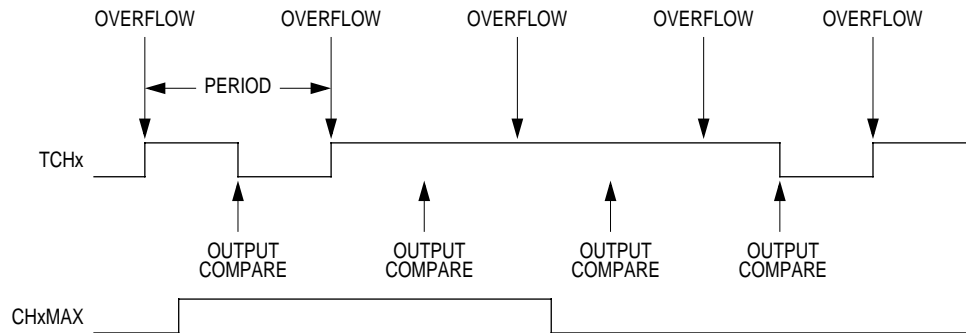 OVERFLOW OVERFLOW OVERFLOW OVERFLOW OVERFLOW
PERIOD
TCHx
OUTPUT COMPARE
OUTPUT COMPARE
OUTPUT COMPARE
OUTPUT COMPARE
CHxMAX